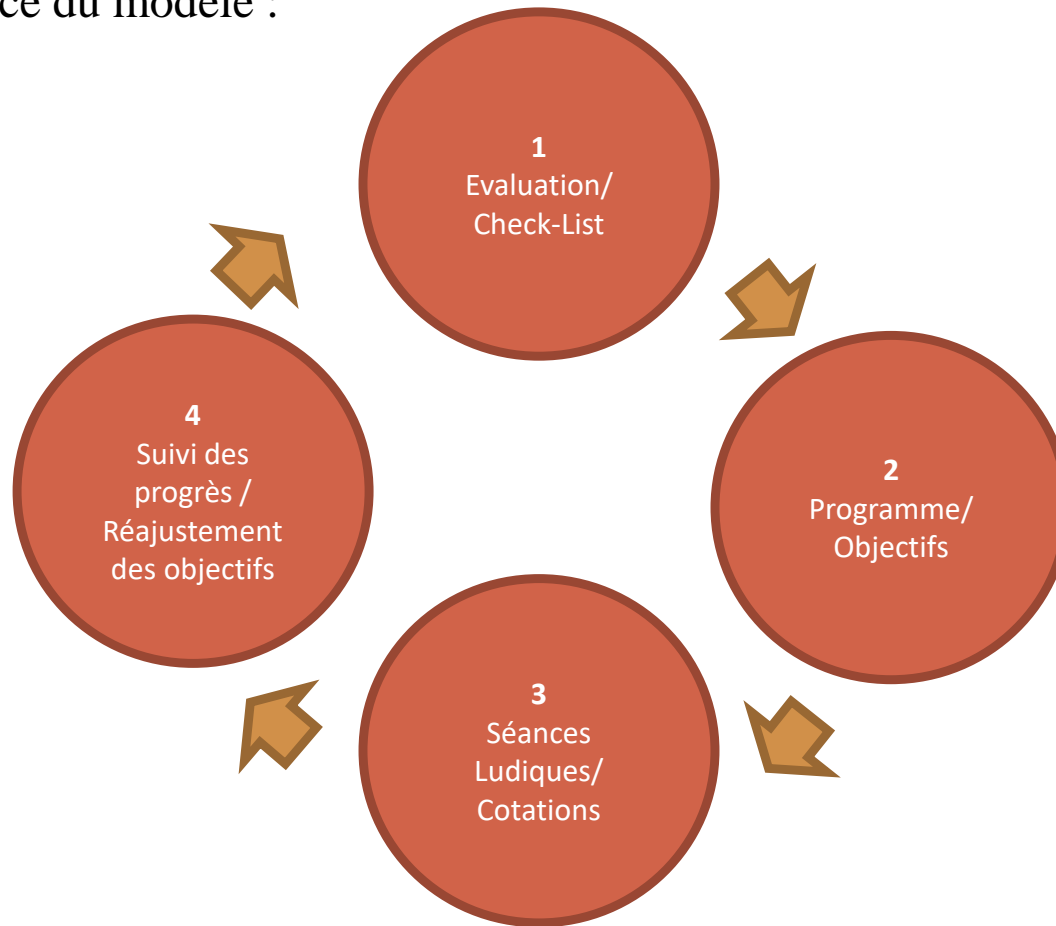 du modèle :
1
Evaluation/
Check-List
2
Programme/
Objectifs
3
Séances
Ludiques/
Cotations
4
Suivi des
progrès /
Réajustement
des objectifs